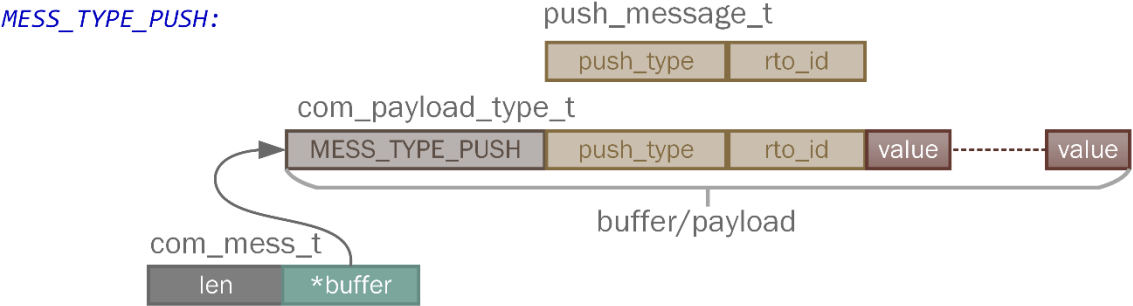 MESS_TYPE_PUSH:
push_message_t
push_type rto_id
com_payload_type_t
MESS_TYPE_PUSH push_type rto_id value value
buffer/payload
com_mess_t
len *buffer